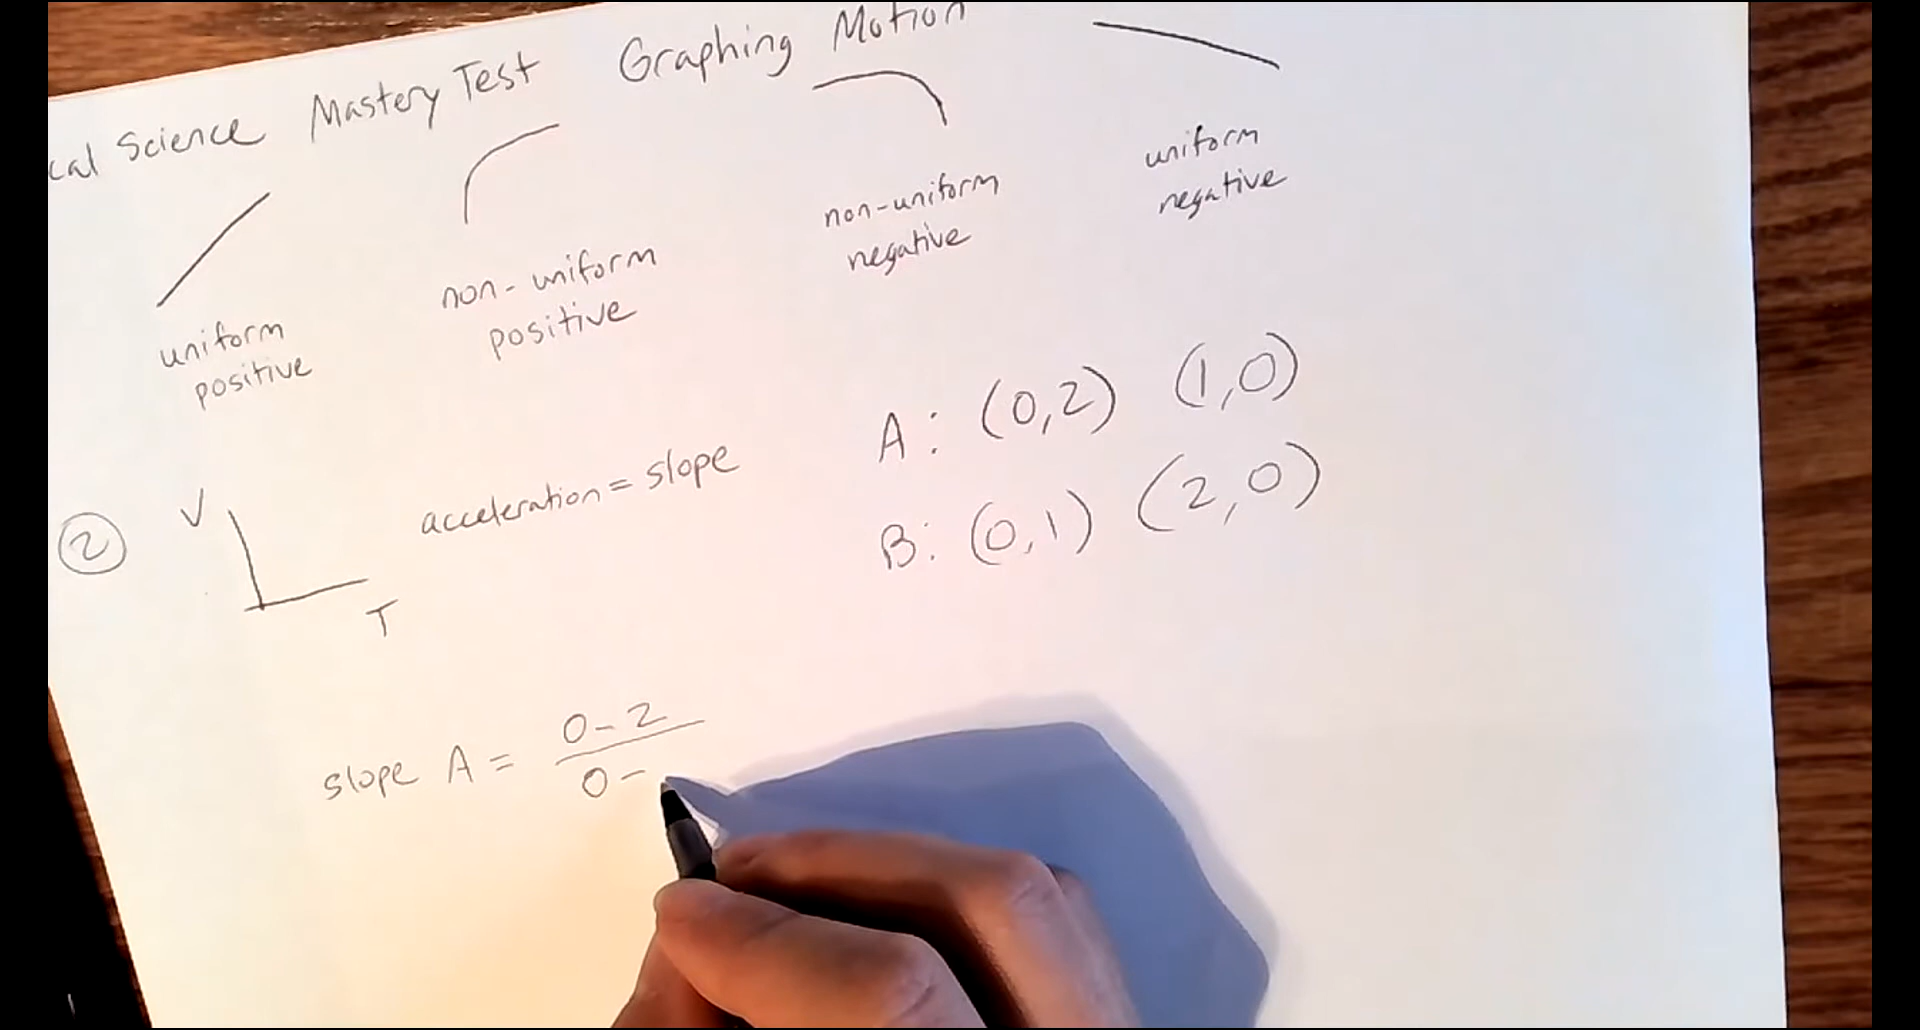 cal Science Mastery Test Graphing Motion
uniform
positive
non-uniform
positive
non-uniform
negative
uniform
negative
A: (0,2) (1,0)
B: (0,1) (2,0)
2
V
T
acceleration = slope
slope A = 0-2
0-